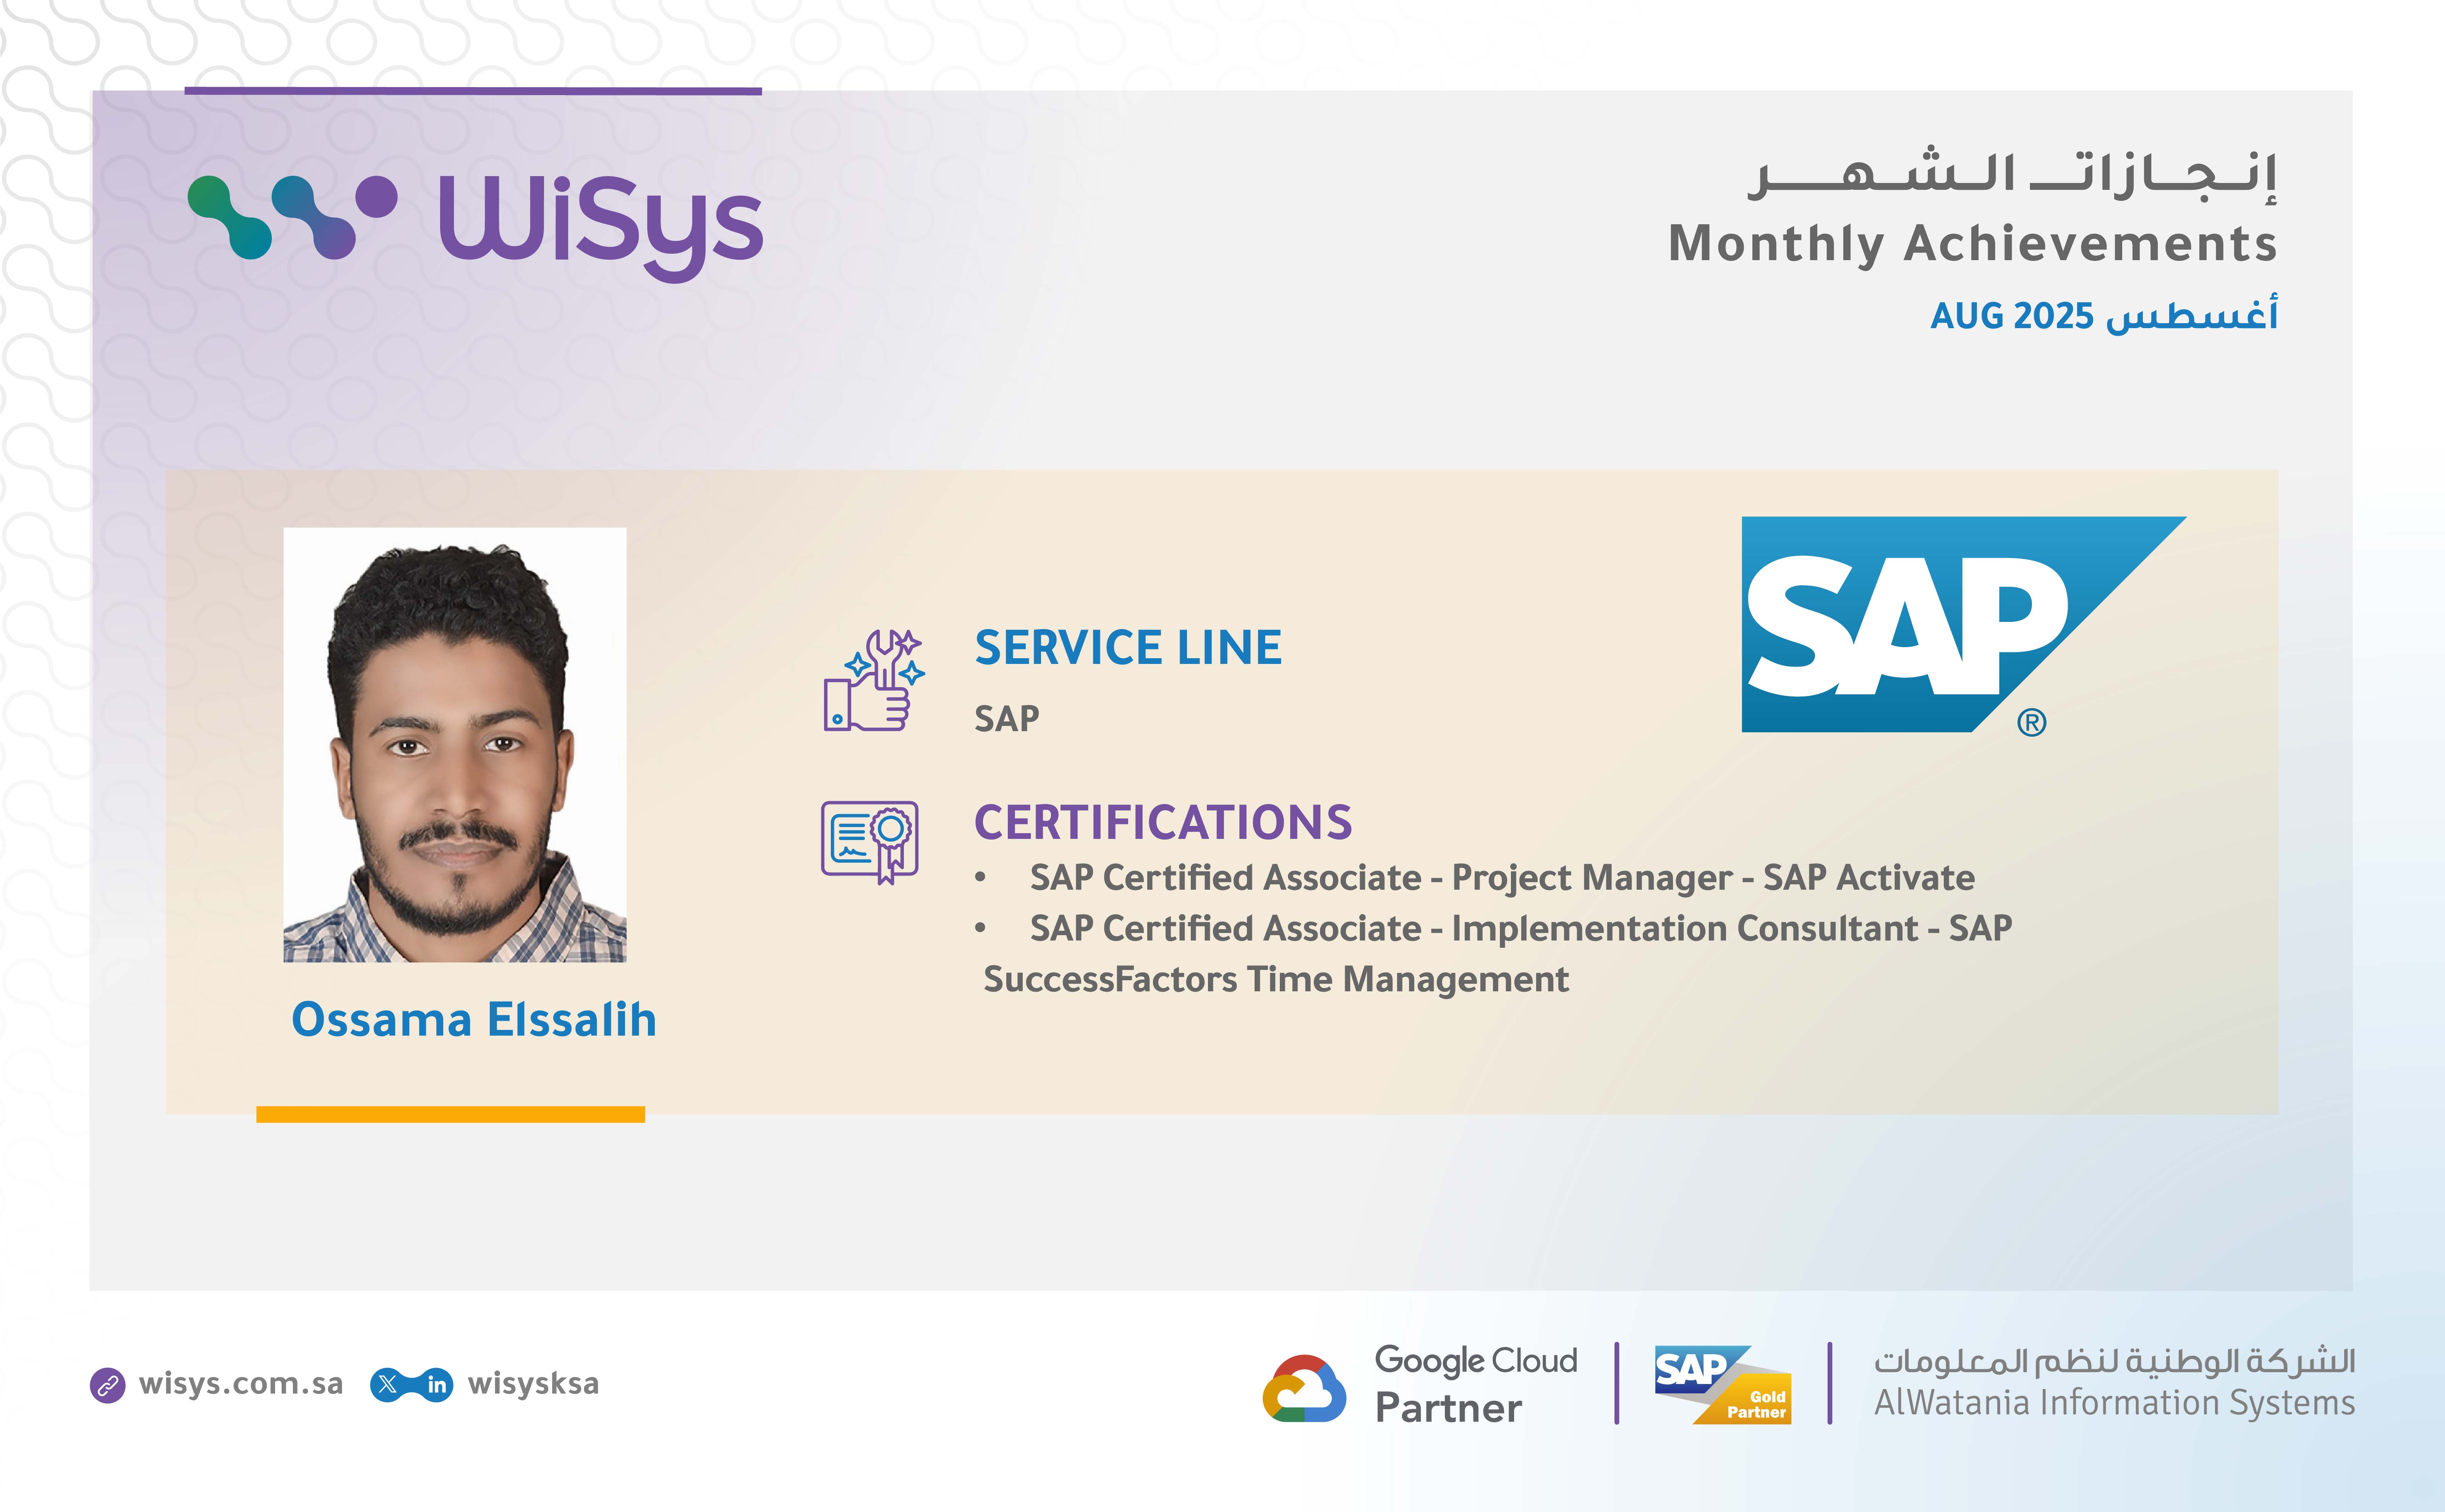 WiSys
إنجازات الشهر
Monthly Achievements
أغسطس AUG 2025
SAP
®
SERVICE LINE
SAP
CERTIFICATIONS
• SAP Certified Associate - Project Manager - SAP Activate
• SAP Certified Associate - Implementation Consultant - SAP
SuccessFactors Time Management
Ossama Elssalih
wisys.com.sa
X in wisysksa
Google Cloud
Partner
SAP
Gold
Partner
الشركة الوطنية لنظم المعلومات
AlWatania Information Systems